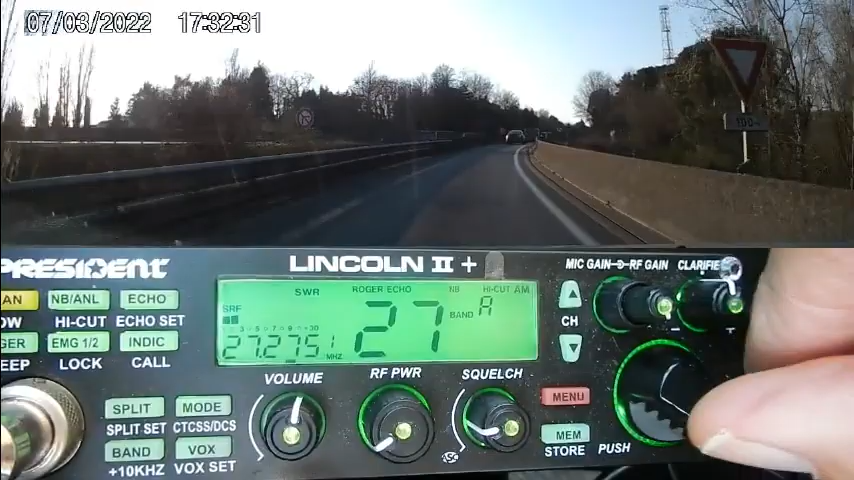 07/03/2022 17:32:31
PRESIDENT LINCOLN II +
MIC GAIN RF GAIN CLARIFIE
SWR ROGER ECHO NB HI-CUT AM
SRF
27 BAND A
27.2751 MHZ
AN NB/ANL ECHO
OW HI-CUT ECHO SET
GER EMG 1/2 INDIC
EEP LOCK CALL
CH
VOLUME RF PWR SQUELCH
MENU
SPLIT MODE
SPLIT SET CTCSS/DCS
BAND VOX
+10KHZ VOX SET
ASC
MEM
STORE PUSH